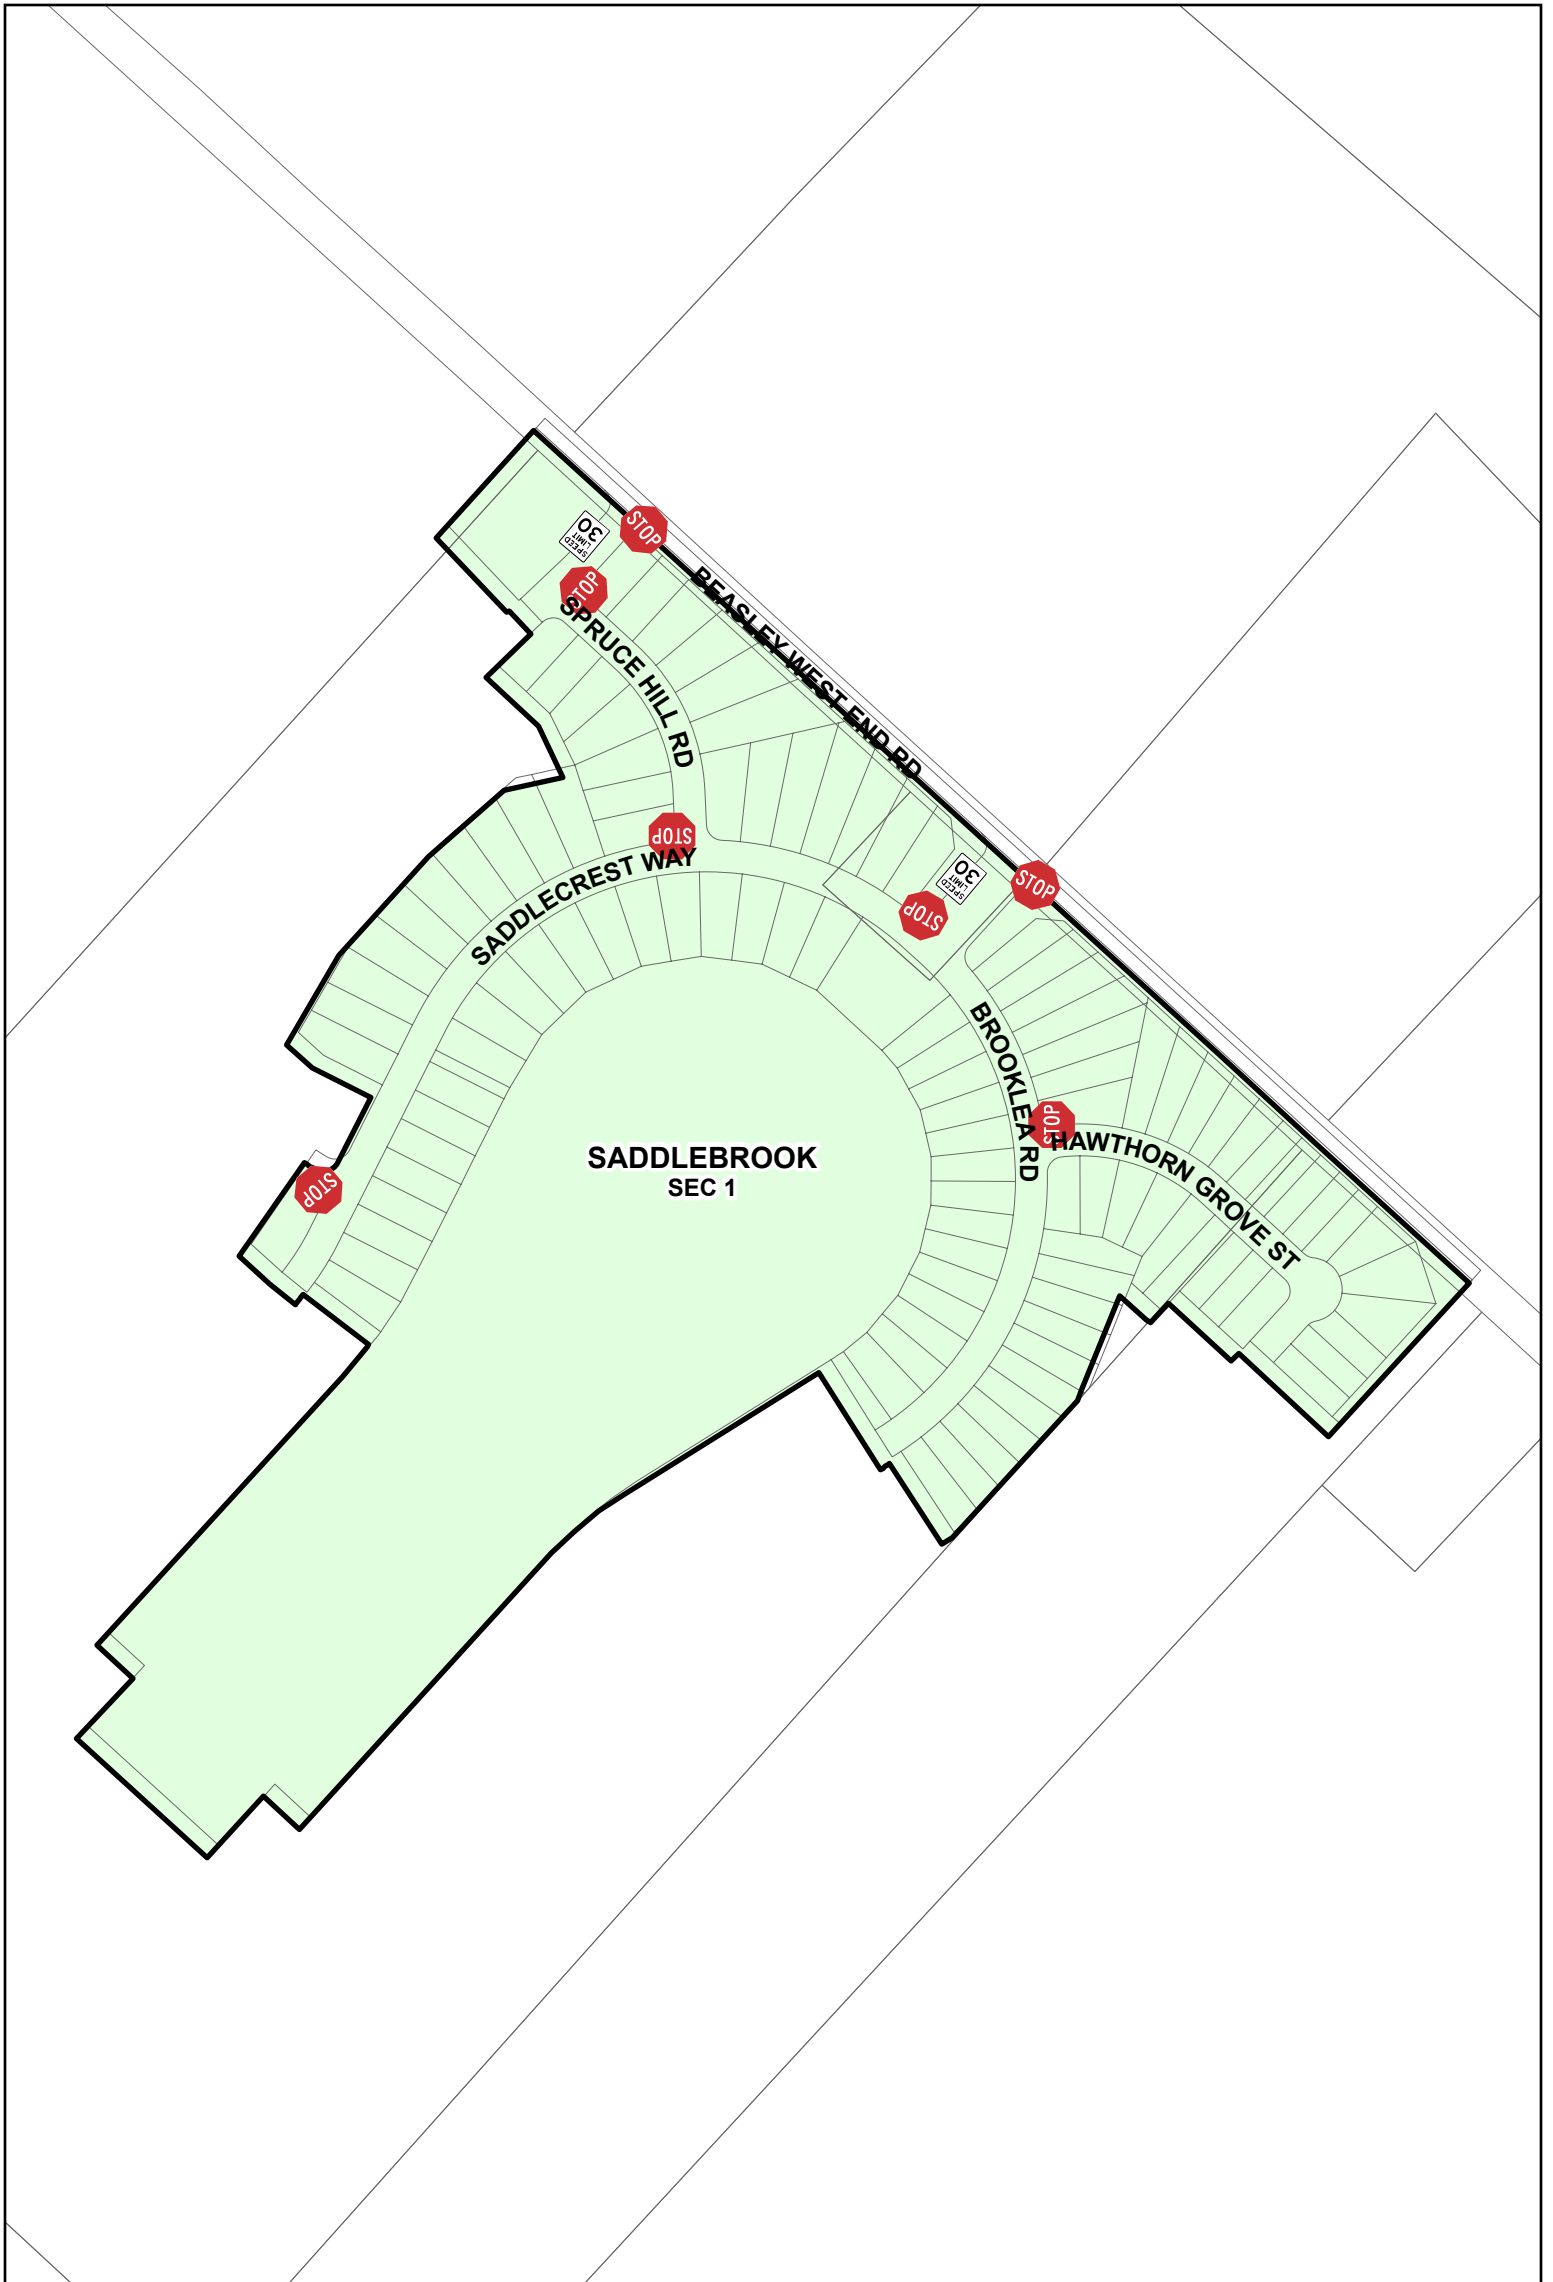 STOP
SPEED
LIMIT
30
STOP
BEASLEY WEST END RD
SPRUCE HILL RD
STOP
SADDLECREST WAY
SPEED
LIMIT
30
STOP
STOP
BROOKLEA RD
STOP
HAWTHORN GROVE ST
SADDLEBROOK
SEC 1
STOP